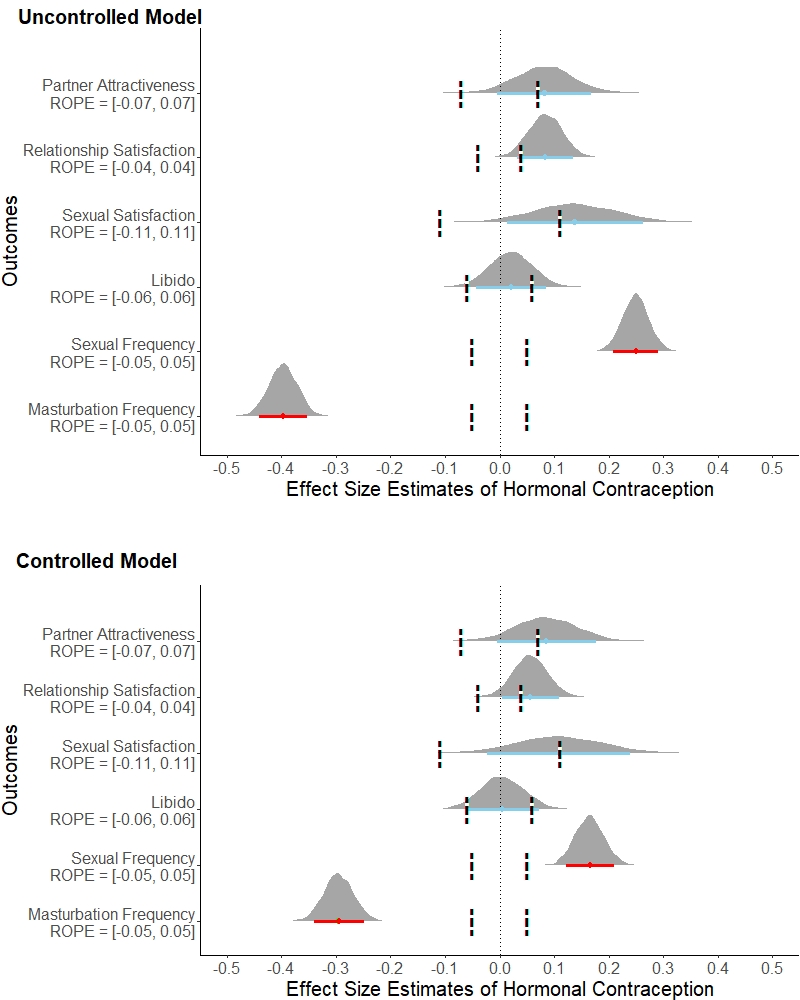 Uncontrolled Model
Partner Attractiveness
ROPE = [-0.07, 0.07]
Relationship Satisfaction
ROPE = [-0.04, 0.04]
Sexual Satisfaction
ROPE = [-0.11, 0.11]
Libido
ROPE = [-0.06, 0.06]
Sexual Frequency
ROPE = [-0.05, 0.05]
Masturbation Frequency
ROPE = [-0.05, 0.05]
Outcomes
-0.5 -0.4 -0.3 -0.2 -0.1 0.0 0.1 0.2 0.3 0.4 0.5
Effect Size Estimates of Hormonal Contraception
Controlled Model
Partner Attractiveness
ROPE = [-0.07, 0.07]
Relationship Satisfaction
ROPE = [-0.04, 0.04]
Sexual Satisfaction
ROPE = [-0.11, 0.11]
Libido
ROPE = [-0.06, 0.06]
Sexual Frequency
ROPE = [-0.05, 0.05]
Masturbation Frequency
ROPE = [-0.05, 0.05]
Outcomes
-0.5 -0.4 -0.3 -0.2 -0.1 0.0 0.1 0.2 0.3 0.4 0.5
Effect Size Estimates of Hormonal Contraception